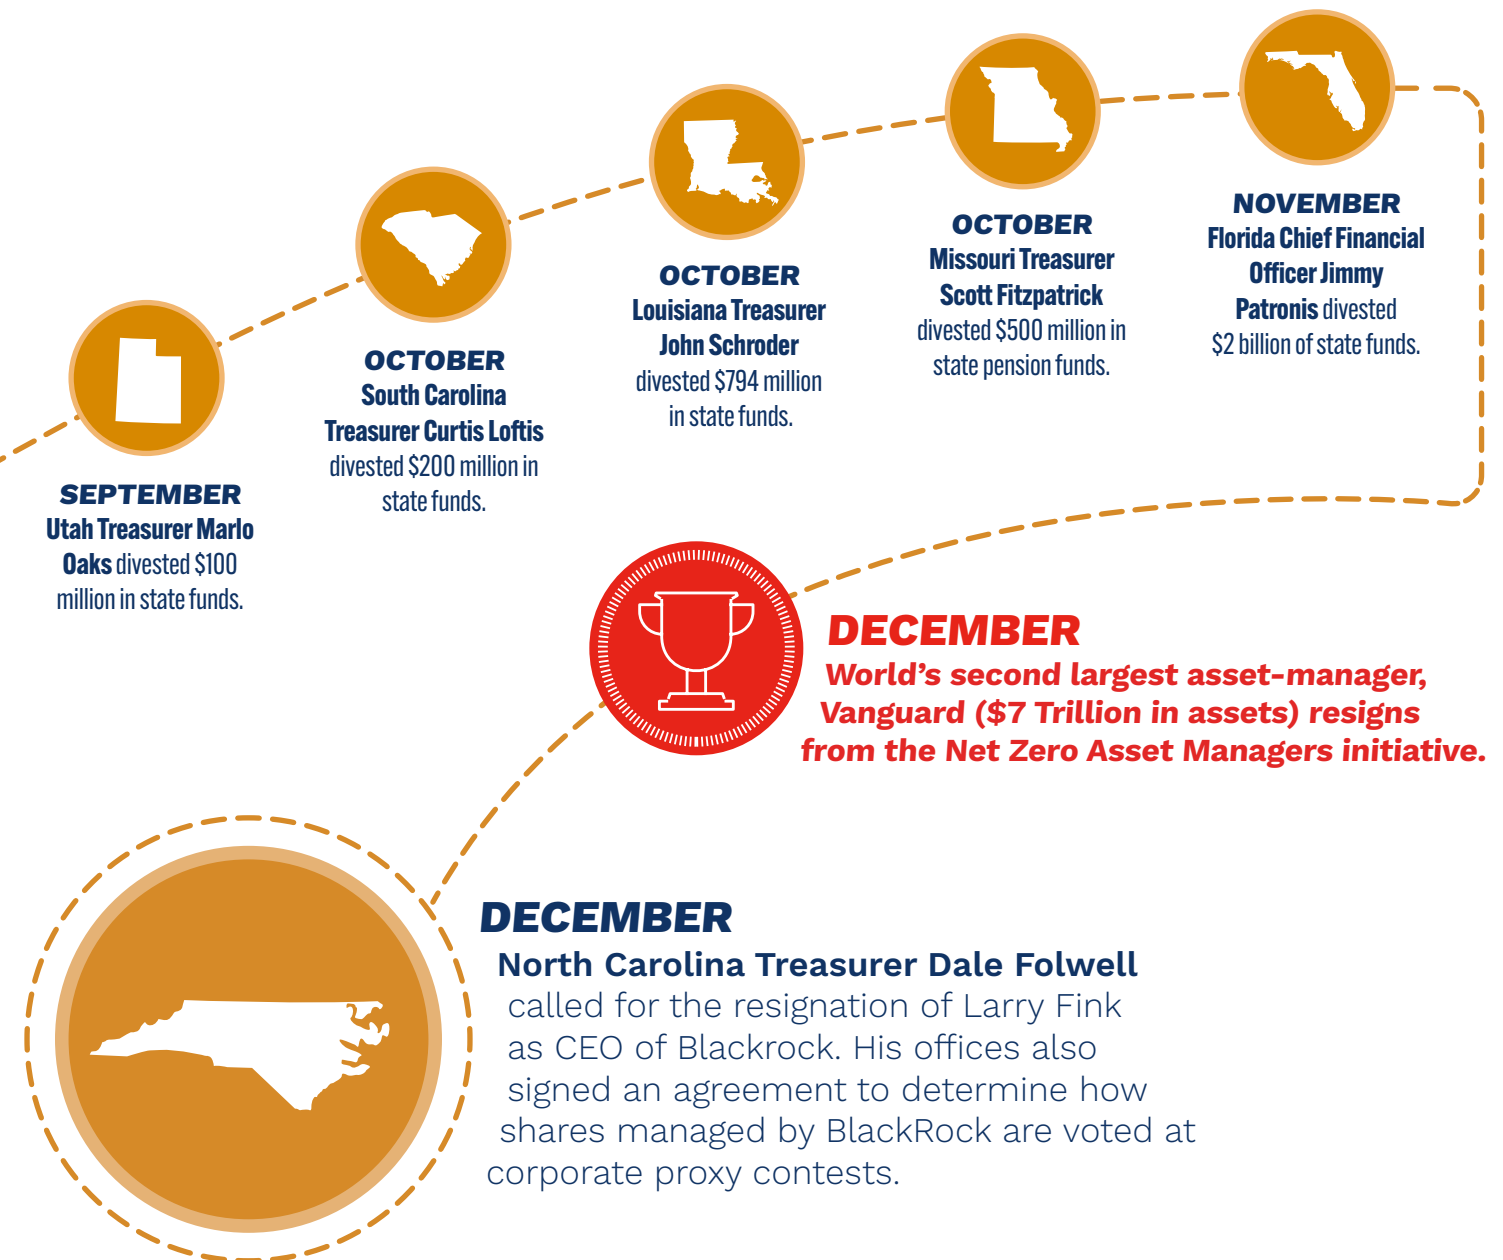 SEPTEMBER
Utah Treasurer Marlo
Oaks divested $100
million in state funds.
OCTOBER
South Carolina
Treasurer Curtis Loftis
divested $200 million in
state funds.
OCTOBER
Louisiana Treasurer
John Schroder
divested $794 million
in state funds.
OCTOBER
Missouri Treasurer
Scott Fitzpatrick
divested $500 million in
state pension funds.
NOVEMBER
Florida Chief Financial
Officer Jimmy
Patronis divested
$2 billion of state funds.
DECEMBER
World’s second largest asset-manager,
Vanguard ($7 Trillion in assets) resigns
from the Net Zero Asset Managers initiative.
DECEMBER
North Carolina Treasurer Dale Folwell
called for the resignation of Larry Fink
as CEO of Blackrock. His offices also
signed an agreement to determine how
shares managed by BlackRock are voted at
corporate proxy contests.